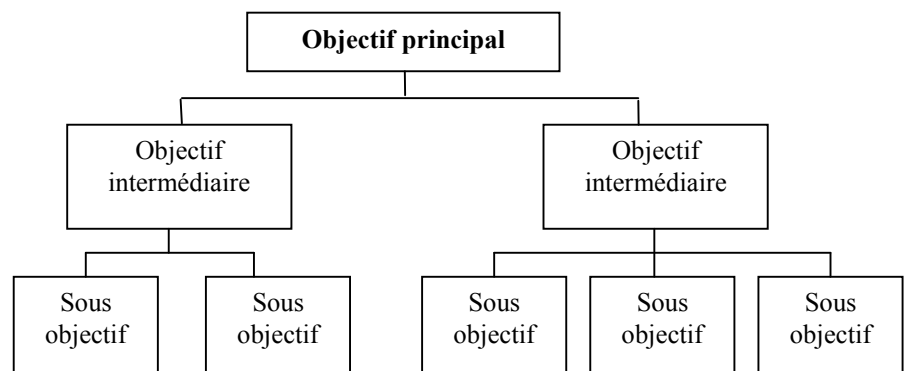 Objectif principal
Objectif
intermédiaire
Objectif
intermédiaire
Sous
objectif
Sous
objectif
Sous
objectif
Sous
objectif
Sous
objectif